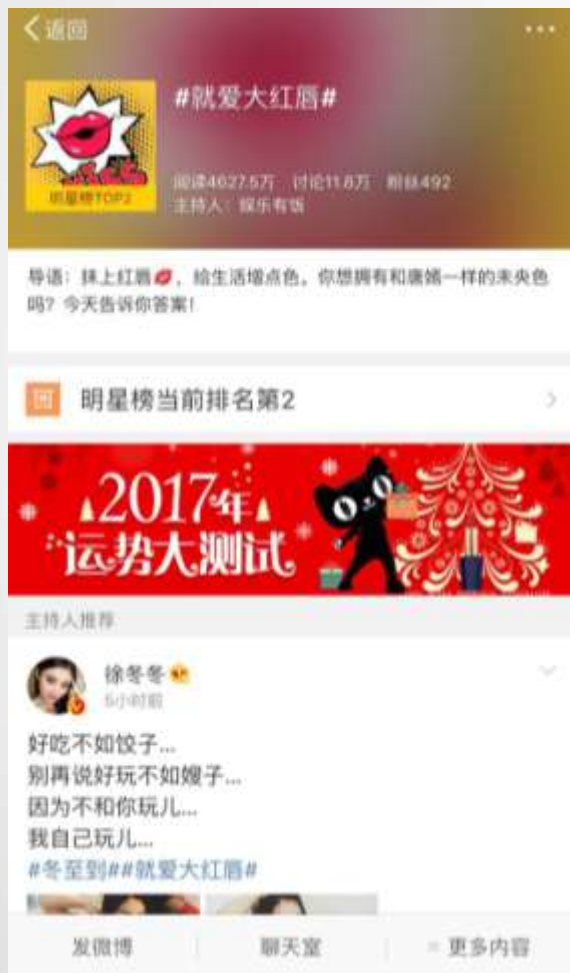 返回
#就爱大红唇#
明星榜TOP2
阅读4627.5万 讨论11.8万 粉丝492
主持人：娱乐有饭
导语：抹上红唇💋，给生活增点色。你想拥有和唐嫣一样的未央色
吗？今天告诉你答案！
明星榜当前排名第2
2017年
运势大测试
主持人推荐
徐冬冬
5小时前
好吃不如饺子...
别再说好玩不如嫂子...
因为不和你玩儿...
我自己玩儿...
#冬至到##就爱大红唇#
发微博
聊天室
更多内容